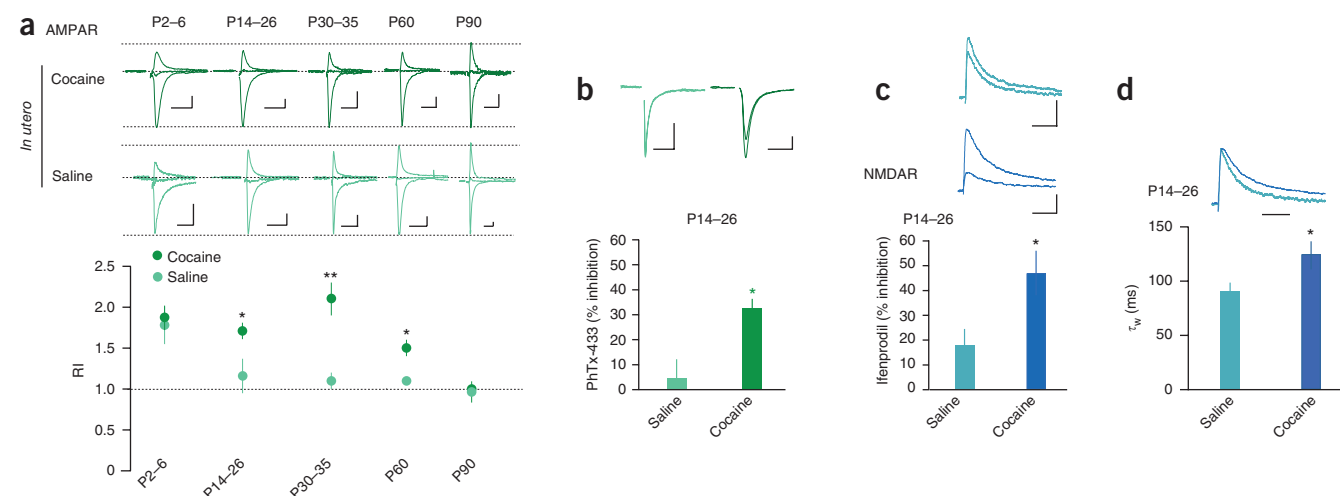 a
AMPAR
P2–6 P14–26 P30–35 P60 P90
In utero
Cocaine
Saline
Cocaine
Saline
2.5
2.0
1.5
1.0
0.5
0
RI
*
**
*
P2–6 P14–26 P30–35 P60 P90
b
P14–26
PhTx-433 (% inhibition)
60
50
40
30
20
10
0
*
Saline Cocaine
c
NMDAR
P14–26
Ifenprodil (% inhibition)
60
50
40
30
20
10
0
*
Saline Cocaine
d
P14–26
τw (ms)
150
100
50
0
*
Saline Cocaine